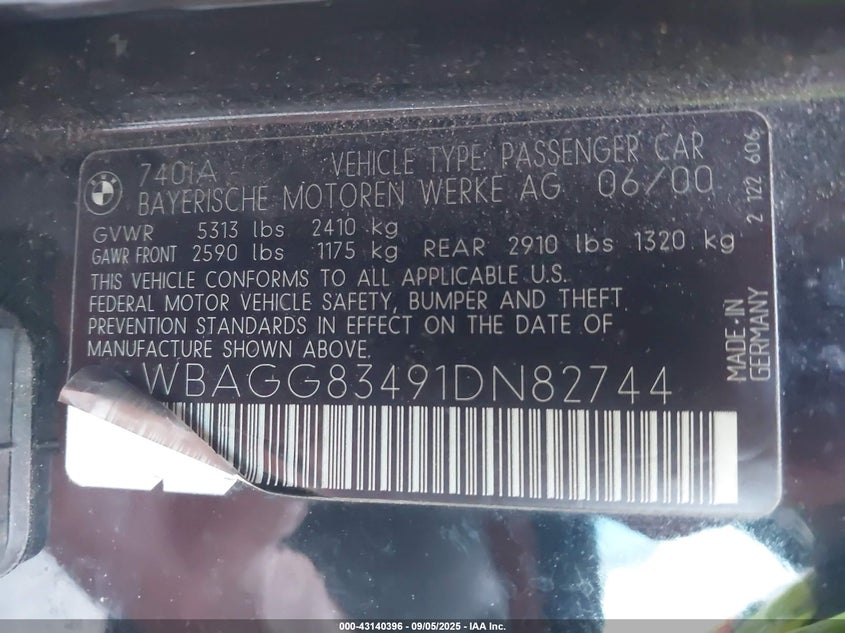 740iA VEHICLE TYPE: PASSENGER CAR
BAYERISCHE MOTOREN WERKE AG 06/00
GVWR 5313 lbs 2410 kg
GAWR FRONT 2590 lbs 1175 kg REAR 2910 lbs 1320 kg
THIS VEHICLE CONFORMS TO ALL APPLICABLE U.S.
FEDERAL MOTOR VEHICLE SAFETY, BUMPER AND THEFT
PREVENTION STANDARDS IN EFFECT ON THE DATE OF
MANUFACTURE SHOWN ABOVE.
WBAGG83491DN82744
MADE IN
GERMANY
2 122 606
000-43140396 - 09/05/2025 - IAA Inc.